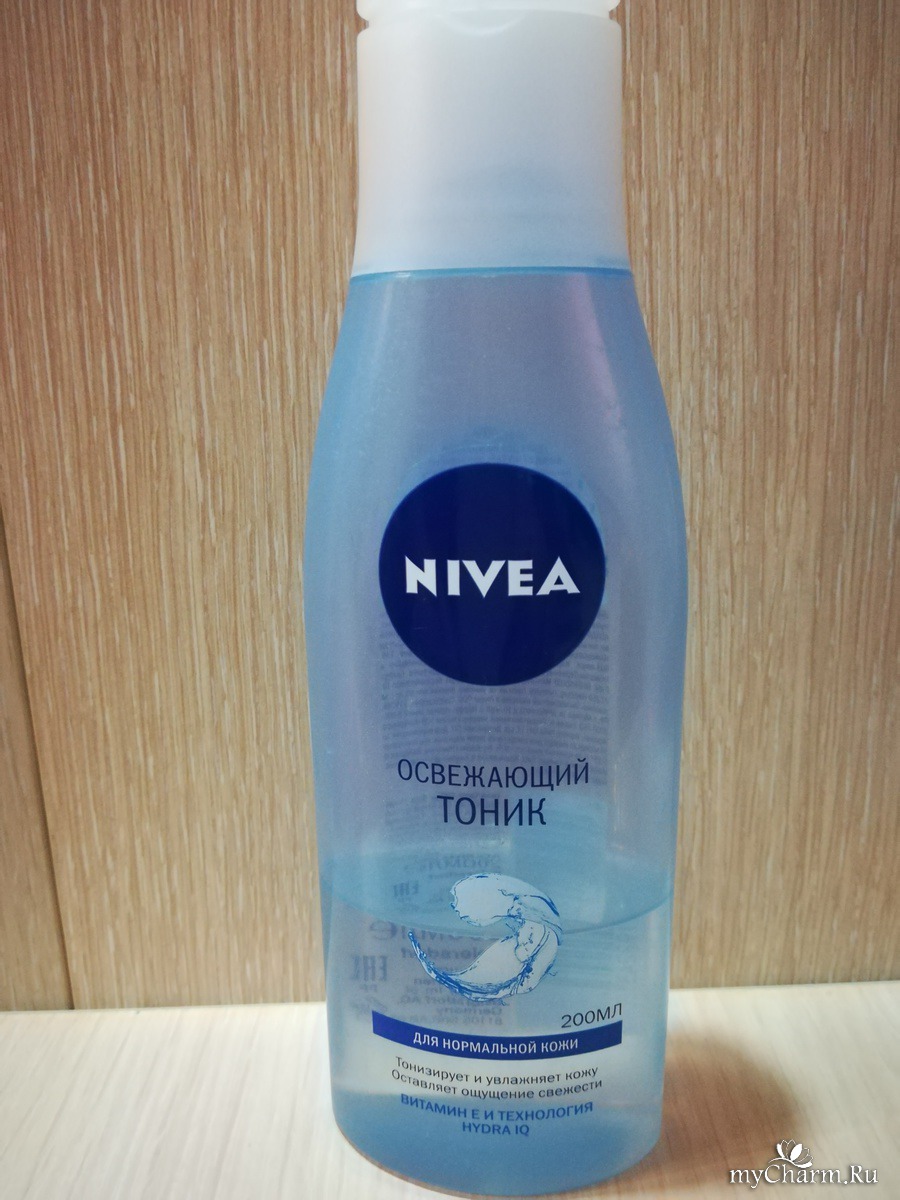 NIVEA
ОСВЕЖАЮЩИЙ
ТОНИК
200МЛ
ДЛЯ НОРМАЛЬНОЙ КОЖИ
Тонизирует и увлажняет кожу
Оставляет ощущение свежести
ВИТАМИН Е И ТЕХНОЛОГИЯ
HYDRA IQ
myCharm.Ru